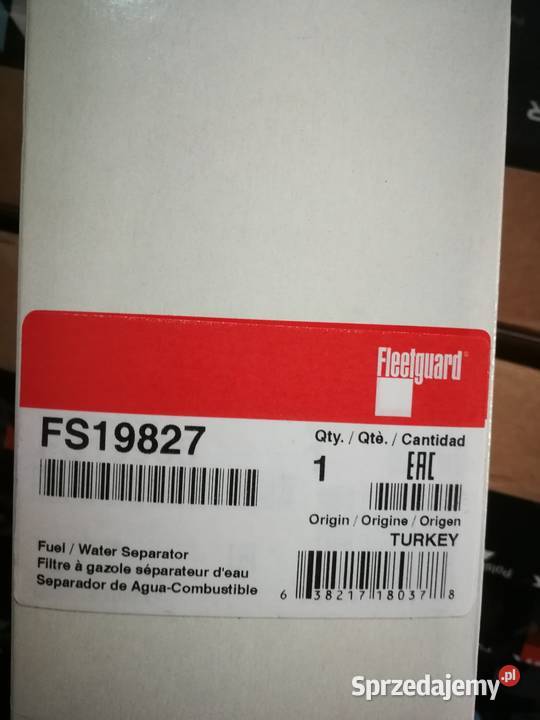 Fleetguard®
FS19827
Qty. / Qtè. / Cantidad
1
EAC
Origin / Origine / Origen
TURKEY
Fuel / Water Separator
Filtre à gazole séparateur d'eau
Separador de Agua-Combustible
6 38217 18037 8
Sprzedajemy.pl